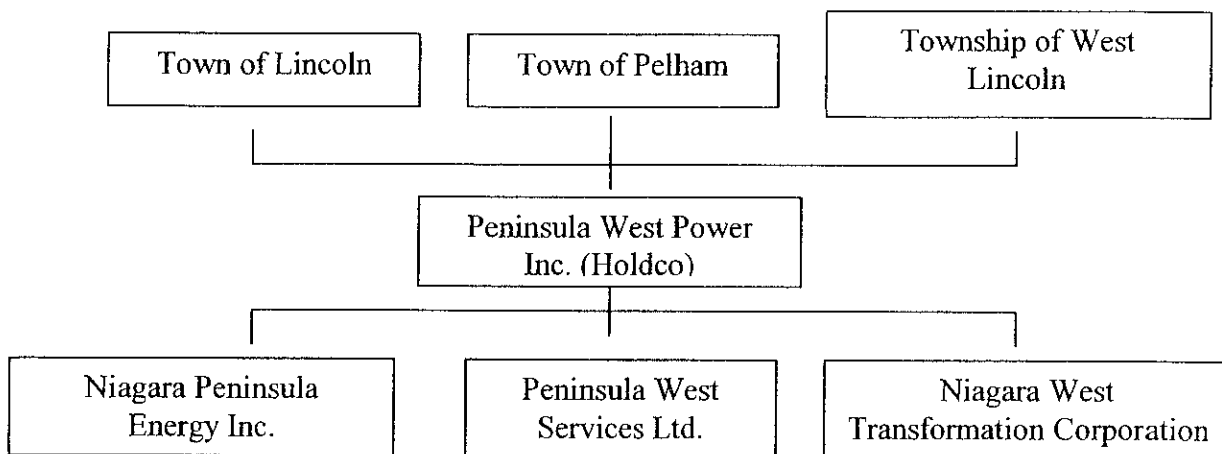 Town of Lincoln
Town of Pelham
Township of West
Lincoln
Peninsula West Power
Inc. (Holdco)
Niagara Peninsula
Energy Inc.
Peninsula West
Services Ltd.
Niagara West
Transformation Corporation